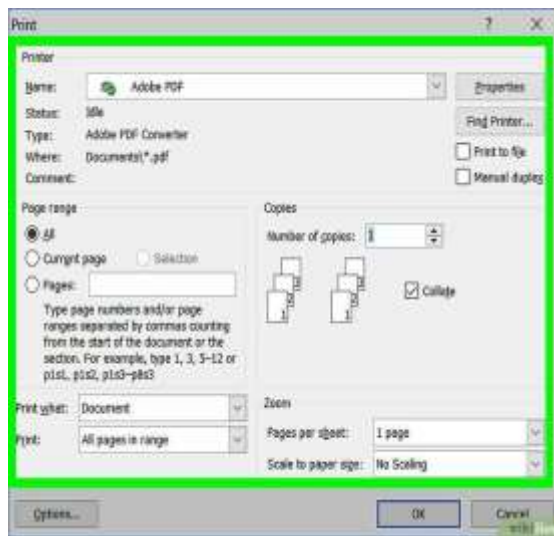 Print ? X
Printer
Name: Adobe PDF Properties
Status: Idle
Find Printer...
Type: Adobe PDF Converter
Where: Documents\*.pdf Print to file
Comment: Manual duplex
Page range Copies
All Number of copies: 1
Current page Selection
Pages: Collate
Type page numbers and/or page
ranges separated by commas counting
from the start of the document or the
section. For example, type 1, 3, 5-12 or
p1s1, p1s2, p1s3-p8s3
Print what: Document Zoom
Print: All pages in range Pages per sheet: 1 page
Scale to paper size: No Scaling
Options... OK Cancel
wiki